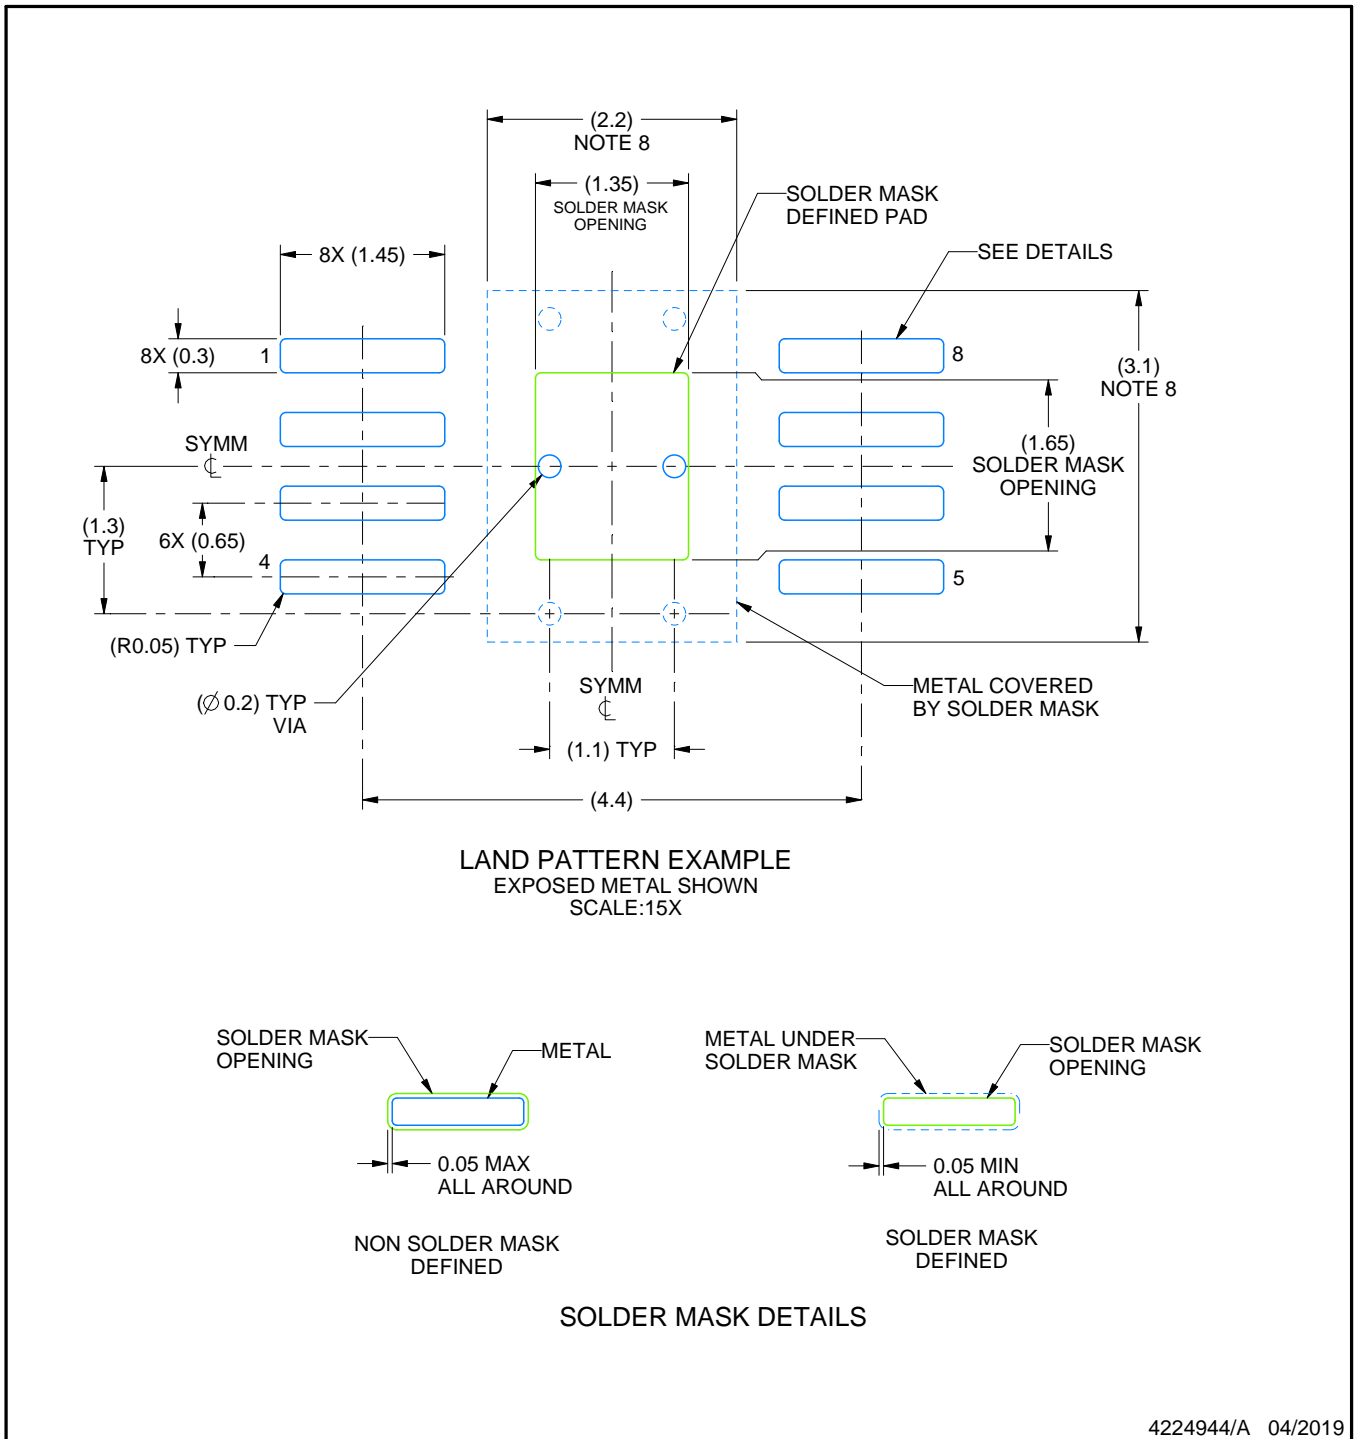 (2.2)
NOTE 8
(1.35)
SOLDER MASK
OPENING
SOLDER MASK
DEFINED PAD
8X (1.45)
SEE DETAILS
8X (0.3)
1
8
(3.1)
NOTE 8
SYMM
℄
(1.65)
SOLDER MASK
OPENING
(1.3)
TYP
6X (0.65)
4
5
(R0.05) TYP
(Ø 0.2) TYP
VIA
SYMM
℄
METAL COVERED
BY SOLDER MASK
(1.1) TYP
(4.4)
LAND PATTERN EXAMPLE
EXPOSED METAL SHOWN
SCALE:15X
SOLDER MASK
OPENING
METAL
METAL UNDER
SOLDER MASK
SOLDER MASK
OPENING
0.05 MAX
ALL AROUND
0.05 MIN
ALL AROUND
NON SOLDER MASK
DEFINED
SOLDER MASK
DEFINED
SOLDER MASK DETAILS
4224944/A 04/2019